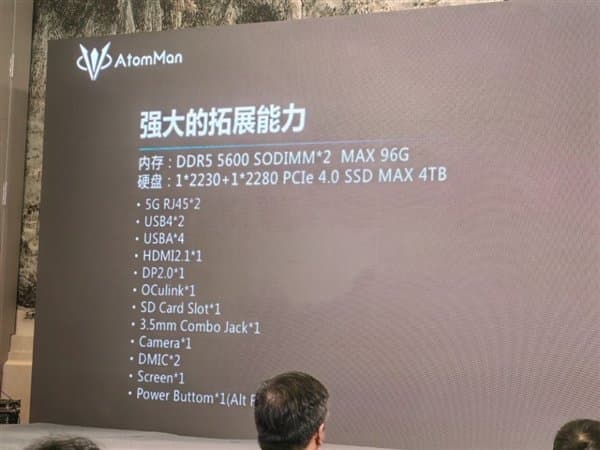 AtomMan
强大的拓展能力
内存：DDR5 5600 SODIMM*2 MAX 96G
硬盘：1*2230+1*2280 PCIe 4.0 SSD MAX 4TB
• 5G RJ45*2
• USB4*2
• USBA*4
• HDMI2.1*1
• DP2.0*1
• OCulink*1
• SD Card Slot*1
• 3.5mm Combo Jack*1
• Camera*1
• DMIC*2
• Screen*1
• Power Buttom*1(Alt